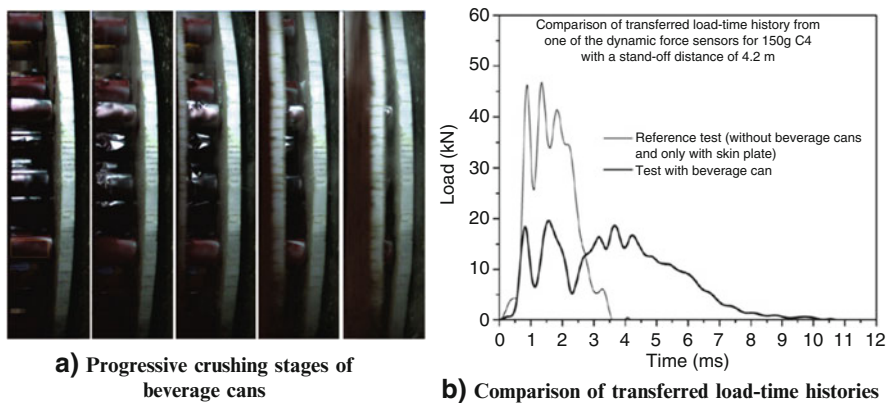 a) Progressive crushing stages of
beverage cans
Comparison of transferred load-time history from
one of the dynamic force sensors for 150g C4
with a stand-off distance of 4.2 m
Reference test (without beverage cans
and only with skin plate)
Test with beverage can
Load (kN)
60
50
40
30
20
10
0
0 1 2 3 4 5 6 7 8 9 10 11 12
Time (ms)
b) Comparison of transferred load-time histories